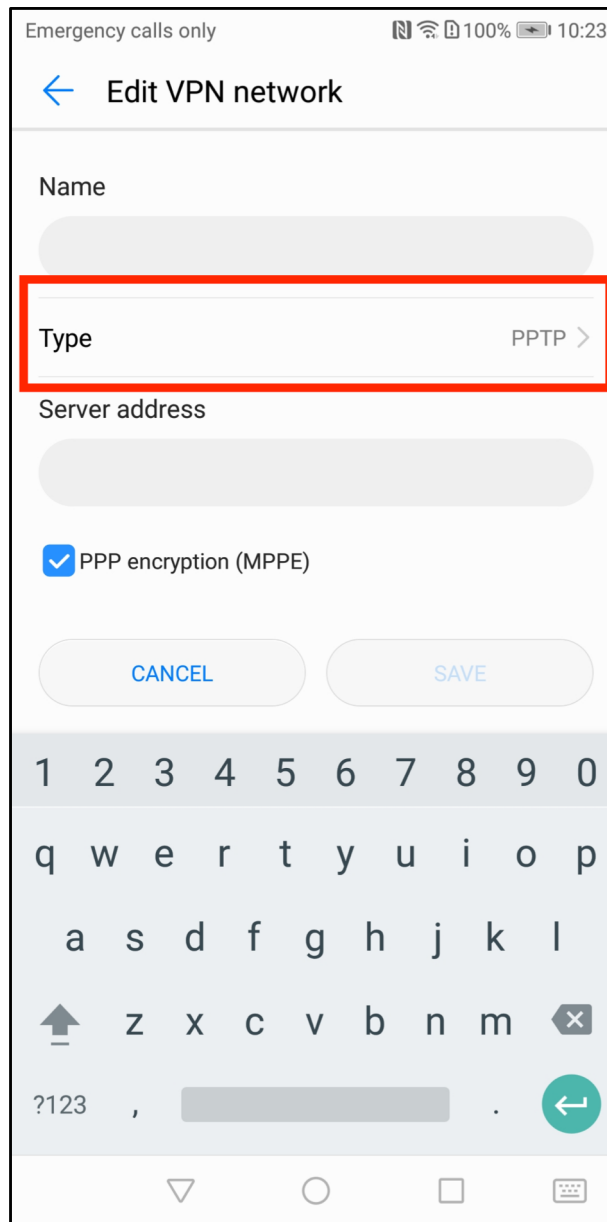 Emergency calls only 100% 10:23
Edit VPN network
Name
Type PPTP
Server address
PPP encryption (MPPE)
CANCEL SAVE
1 2 3 4 5 6 7 8 9 0
q w e r t y u i o p
a s d f g h j k l
z x c v b n m
?123 , .